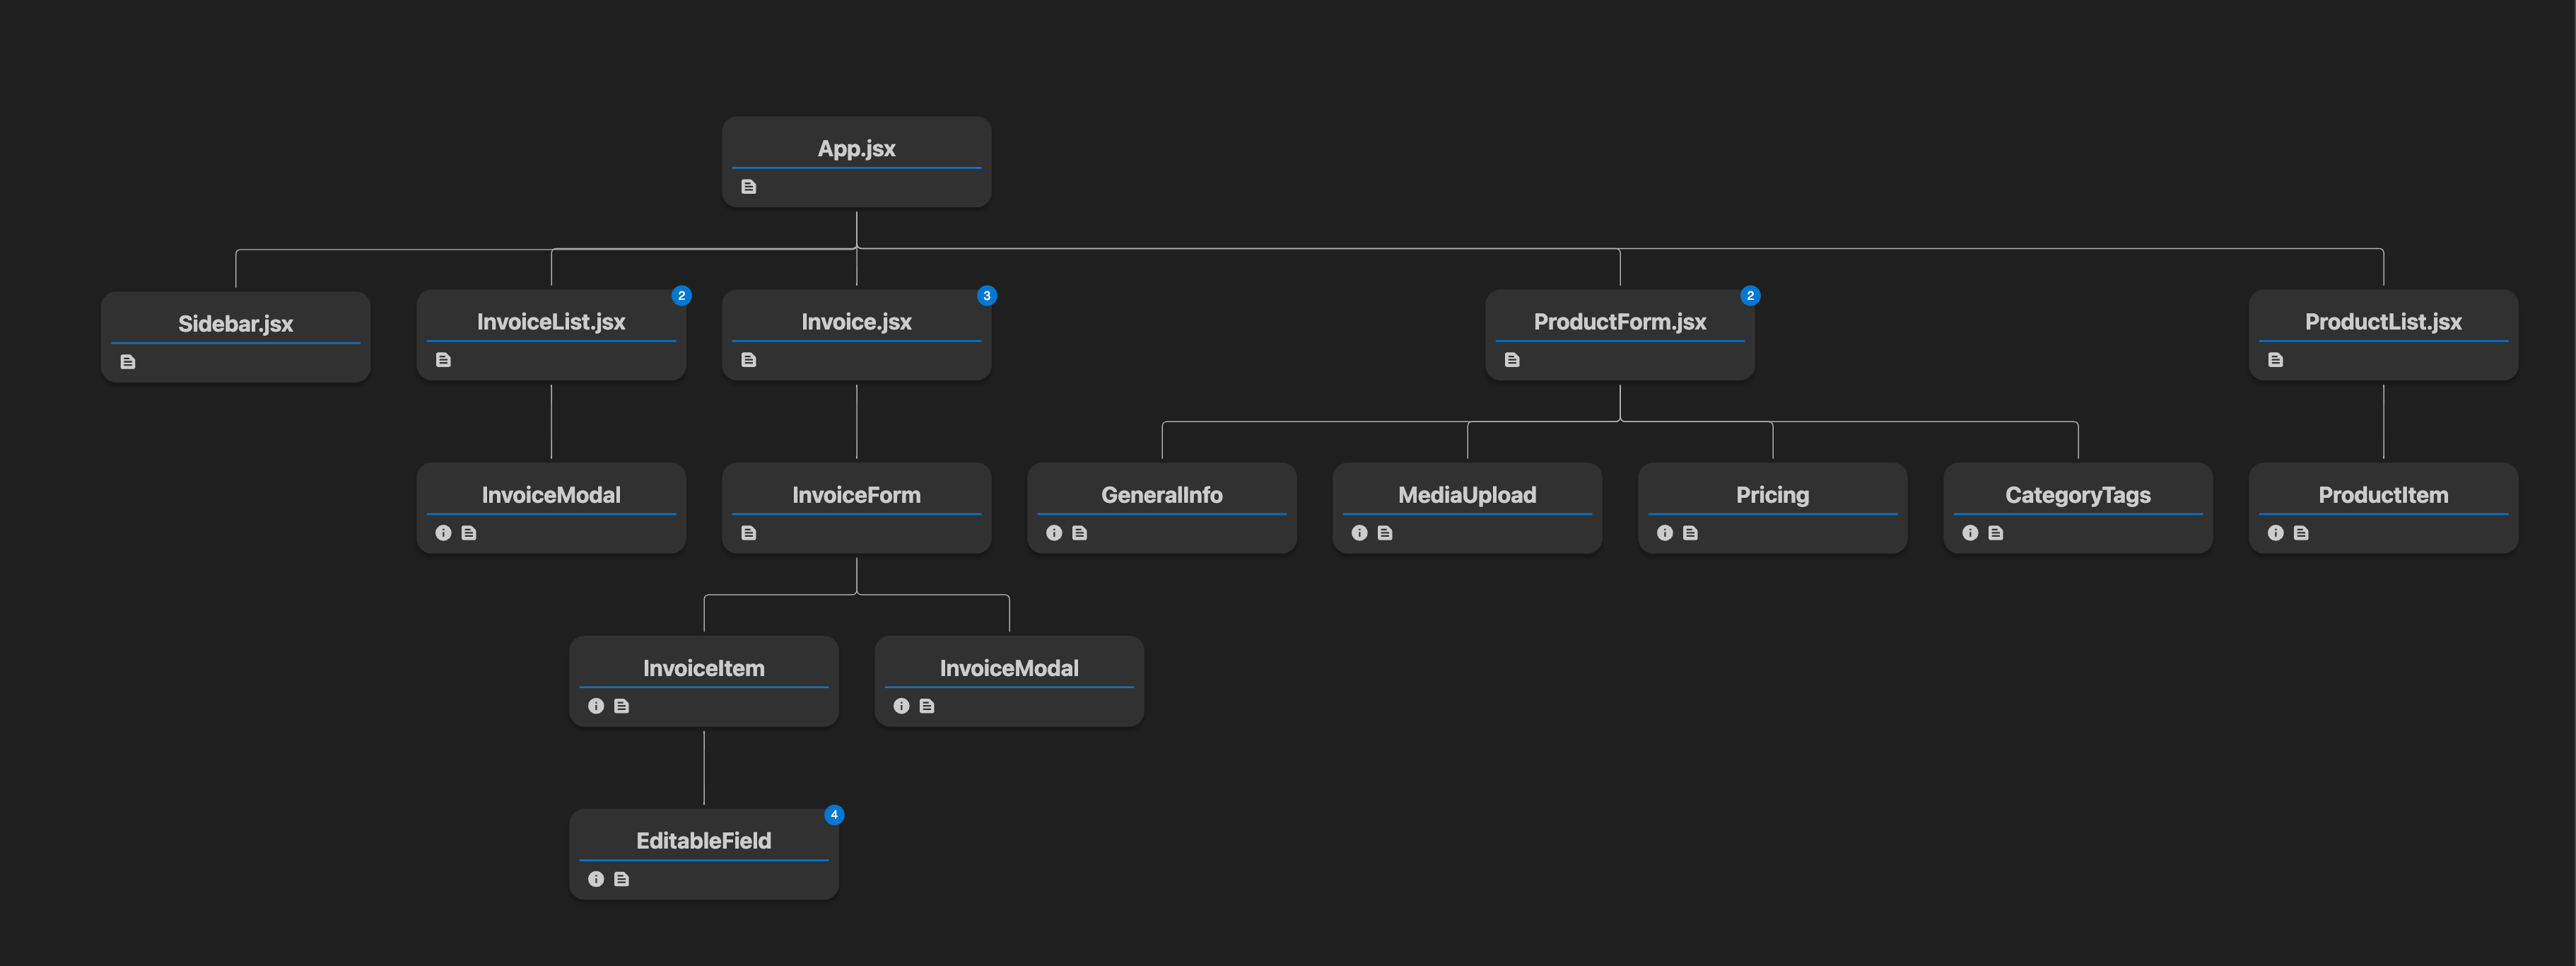 App.jsx
Sidebar.jsx
InvoiceList.jsx
2
Invoice.jsx
3
ProductForm.jsx
2
ProductList.jsx
InvoiceModal
InvoiceForm
GeneralInfo
MediaUpload
Pricing
CategoryTags
ProductItem
InvoiceItem
InvoiceModal
EditableField
4